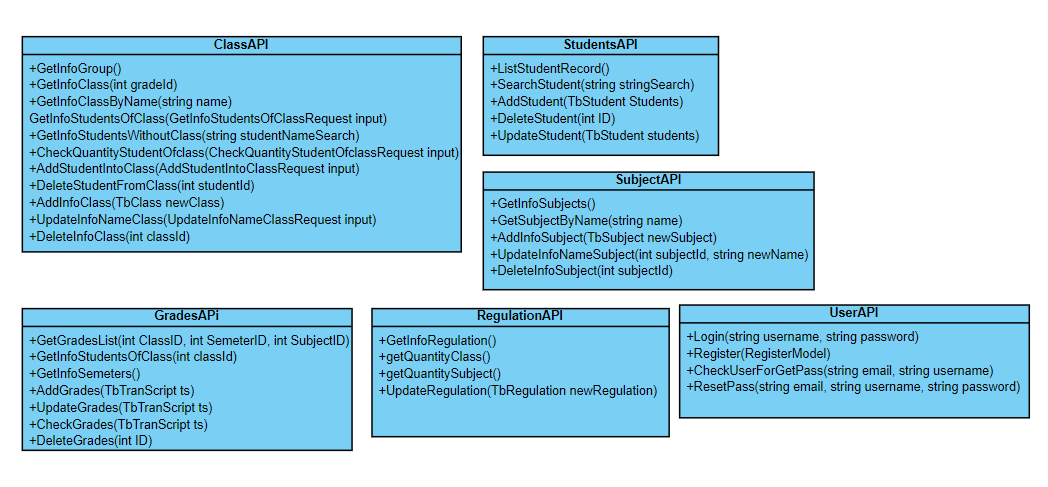 ClassAPI
+GetInfoGroup()
+GetInfoClass(int gradeId)
+GetInfoClassByName(string name)
GetInfoStudentsOfClass(GetInfoStudentsOfClassRequest input)
+GetInfoStudentsWithoutClass(string studentNameSearch)
+CheckQuantityStudentOfclass(CheckQuantityStudentOfclassRequest input)
+AddStudentIntoClass(AddStudentIntoClassRequest input)
+DeleteStudentFromClass(int studentId)
+AddInfoClass(TbClass newClass)
+UpdateInfoNameClass(UpdateInfoNameClassRequest input)
+DeleteInfoClass(int classId)
StudentsAPI
+ListStudentRecord()
+SearchStudent(string stringSearch)
+AddStudent(TbStudent Students)
+DeleteStudent(int ID)
+UpdateStudent(TbStudent students)
SubjectAPI
+GetInfoSubjects()
+GetSubjectByName(string name)
+AddInfoSubject(TbSubject newSubject)
+UpdateInfoNameSubject(int subjectId, string newName)
+DeleteInfoSubject(int subjectId)
GradesAPi
+GetGradesList(int ClassID, int SemeterID, int SubjectID)
+GetInfoStudentsOfClass(int classId)
+GetInfoSemeters()
+AddGrades(TbTranScript ts)
+UpdateGrades(TbTranScript ts)
+CheckGrades(TbTranScript ts)
+DeleteGrades(int ID)
RegulationAPI
+GetInfoRegulation()
+getQuantityClass()
+getQuantitySubject()
+UpdateRegulation(TbRegulation newRegulation)
UserAPI
+Login(string username, string password)
+Register(RegisterModel)
+CheckUserForGetPass(string email, string username)
+ResetPass(string email, string username, string password)